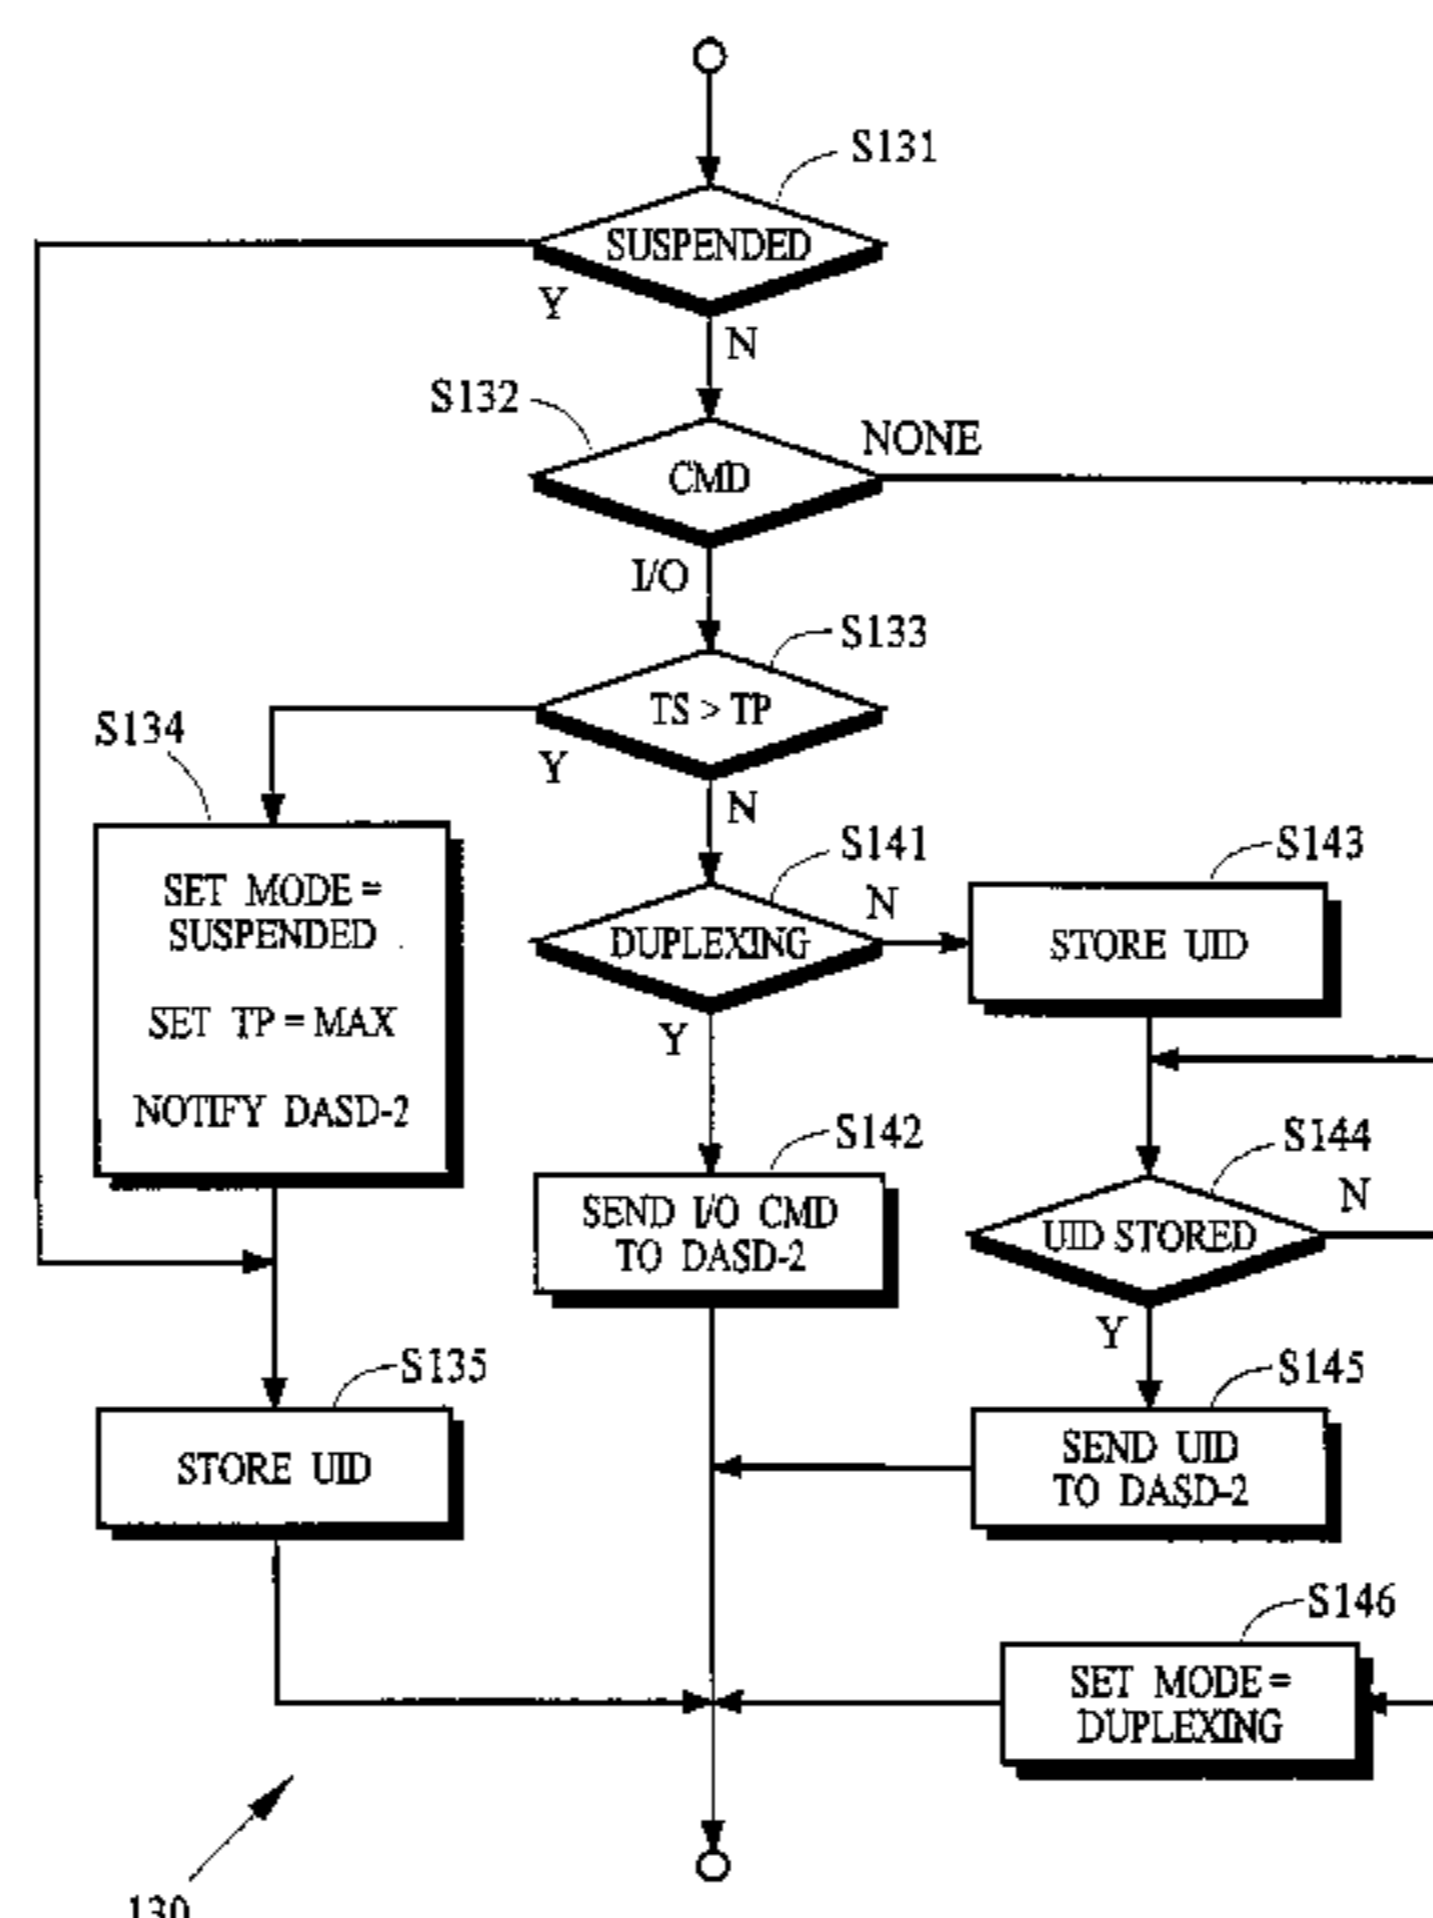 S131
SUSPENDED
Y
N
S132
NONE
CMD
I/O
S133
TS > TP
Y
N
S134
SET MODE =
SUSPENDED
SET TP = MAX
NOTIFY DASD-2
S141
N
DUPLEXING
Y
S143
STORE UID
S142
SEND I/O CMD
TO DASD-2
S144
N
UID STORED
Y
S135
STORE UID
S145
SEND UID
TO DASD-2
S146
SET MODE =
DUPLEXING
130